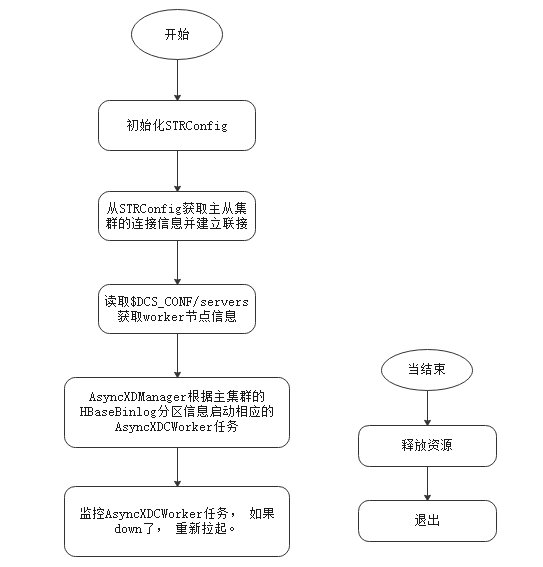 开始
初始化STRConfig
从STRConfig获取主从集
群的连接信息并建立联接
读取$DCS_CONF/servers
获取worker节点信息
AsyncXDManager根据主集群的
HBaseBinlog分区信息启动相应的
AsyncXDCWorker任务
监控AsyncXDCWorker任务， 如果
down了， 重新拉起。
当结束
释放资源
退出